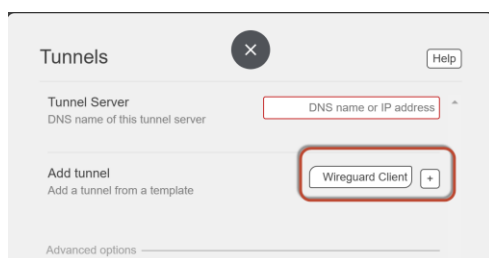 Tunnels
Help
Tunnel Server
DNS name of this tunnel server
DNS name or IP address
Add tunnel
Add a tunnel from a template
Wireguard Client
+
Advanced options